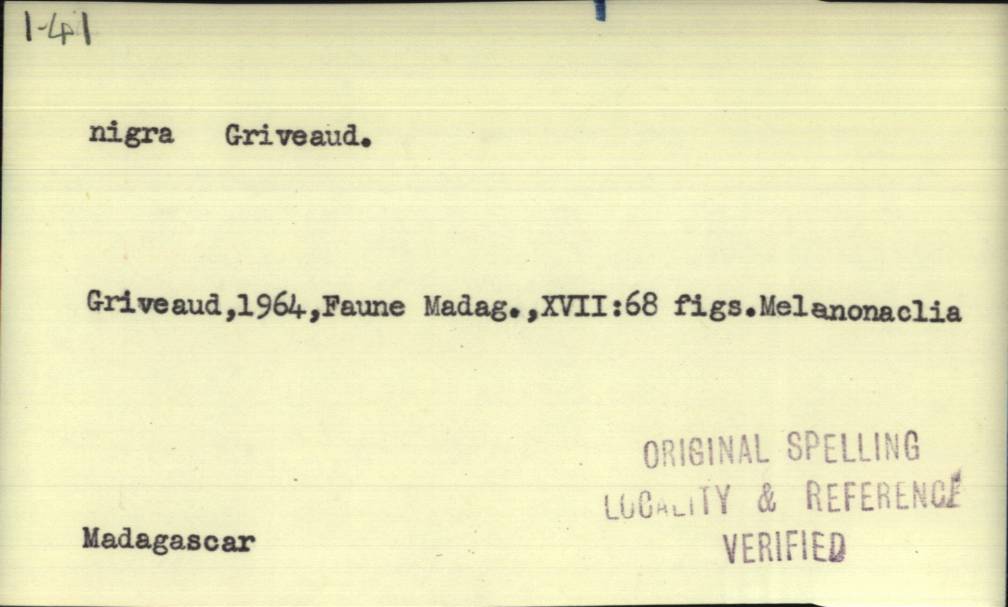 1-41
nigra Griveaud.
Griveaud,1964,Faune Madag.,XVII:68 figs.Melanonaclia
ORIGINAL SPELLING
LOCALITY & REFERENCE
VERIFIED
Madagascar